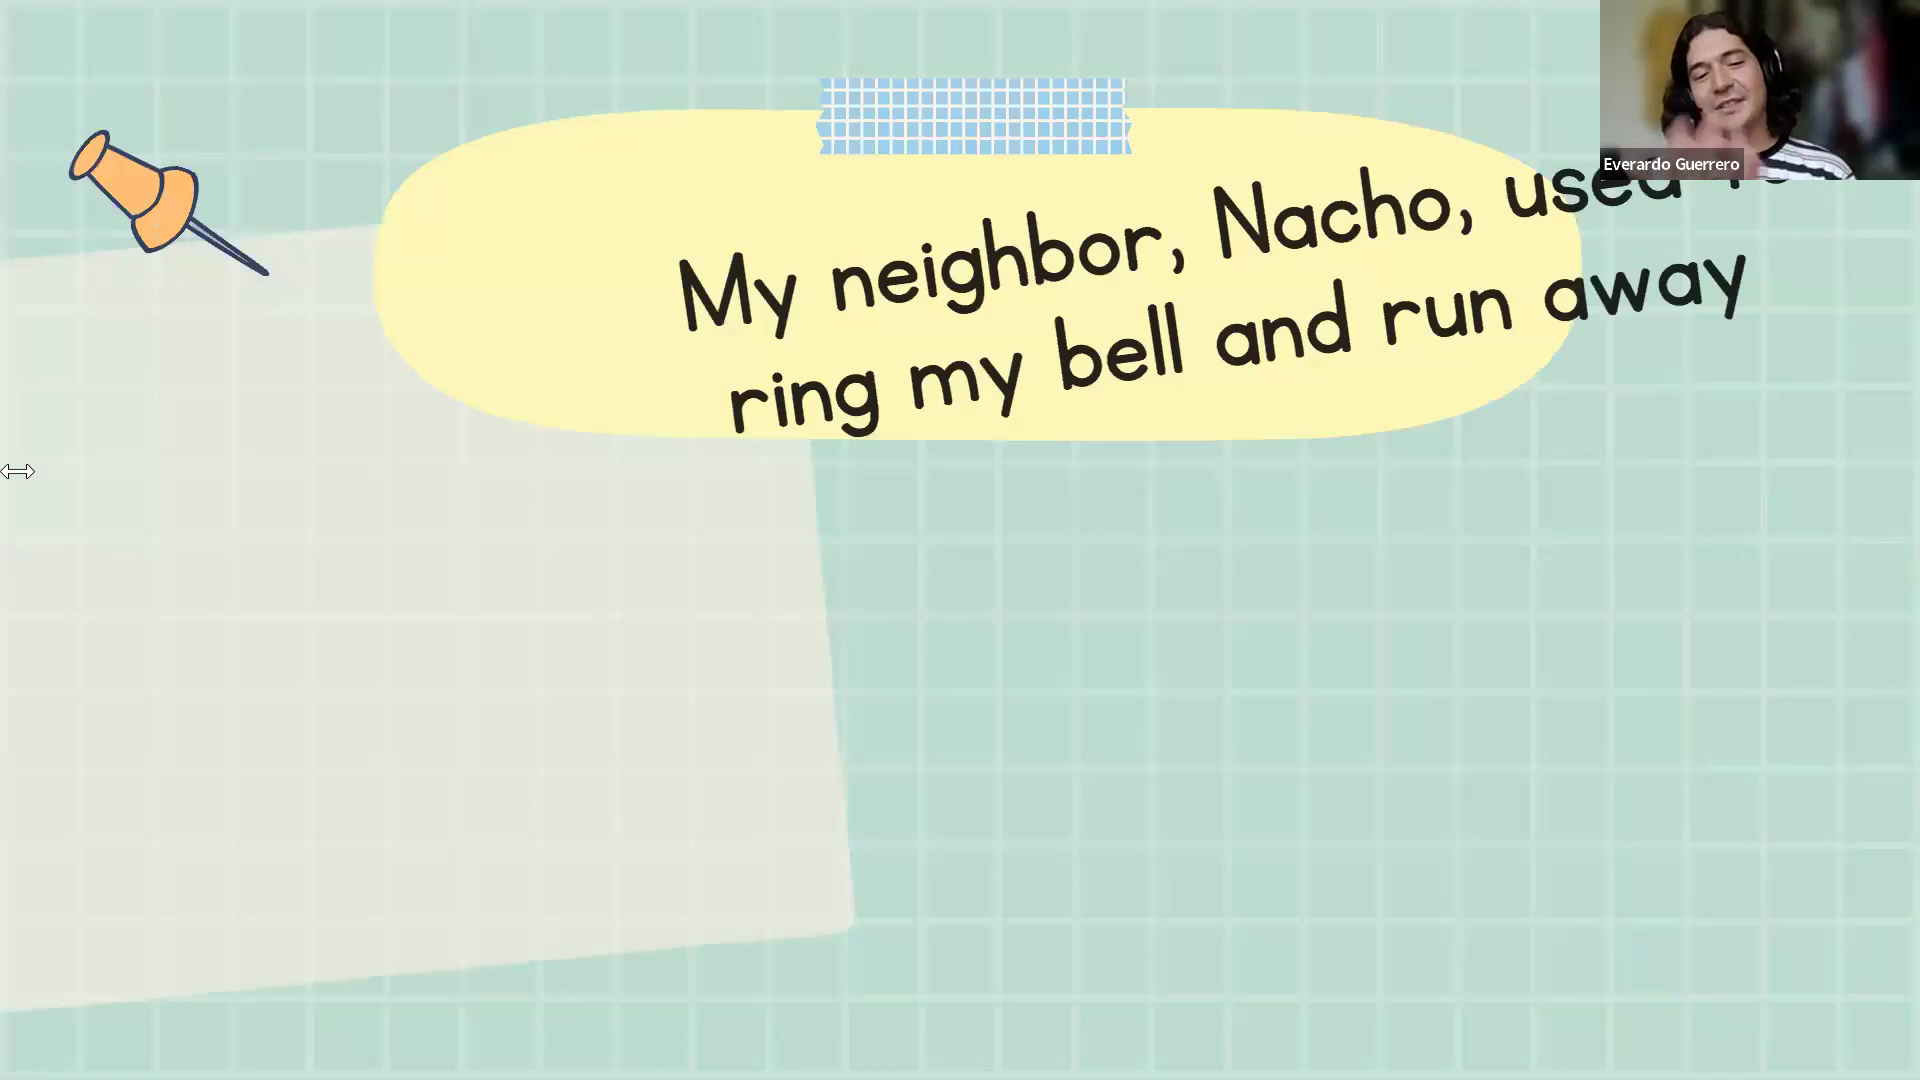 Everardo Guerrero
My neighbor, Nacho, used
ring my bell and run away